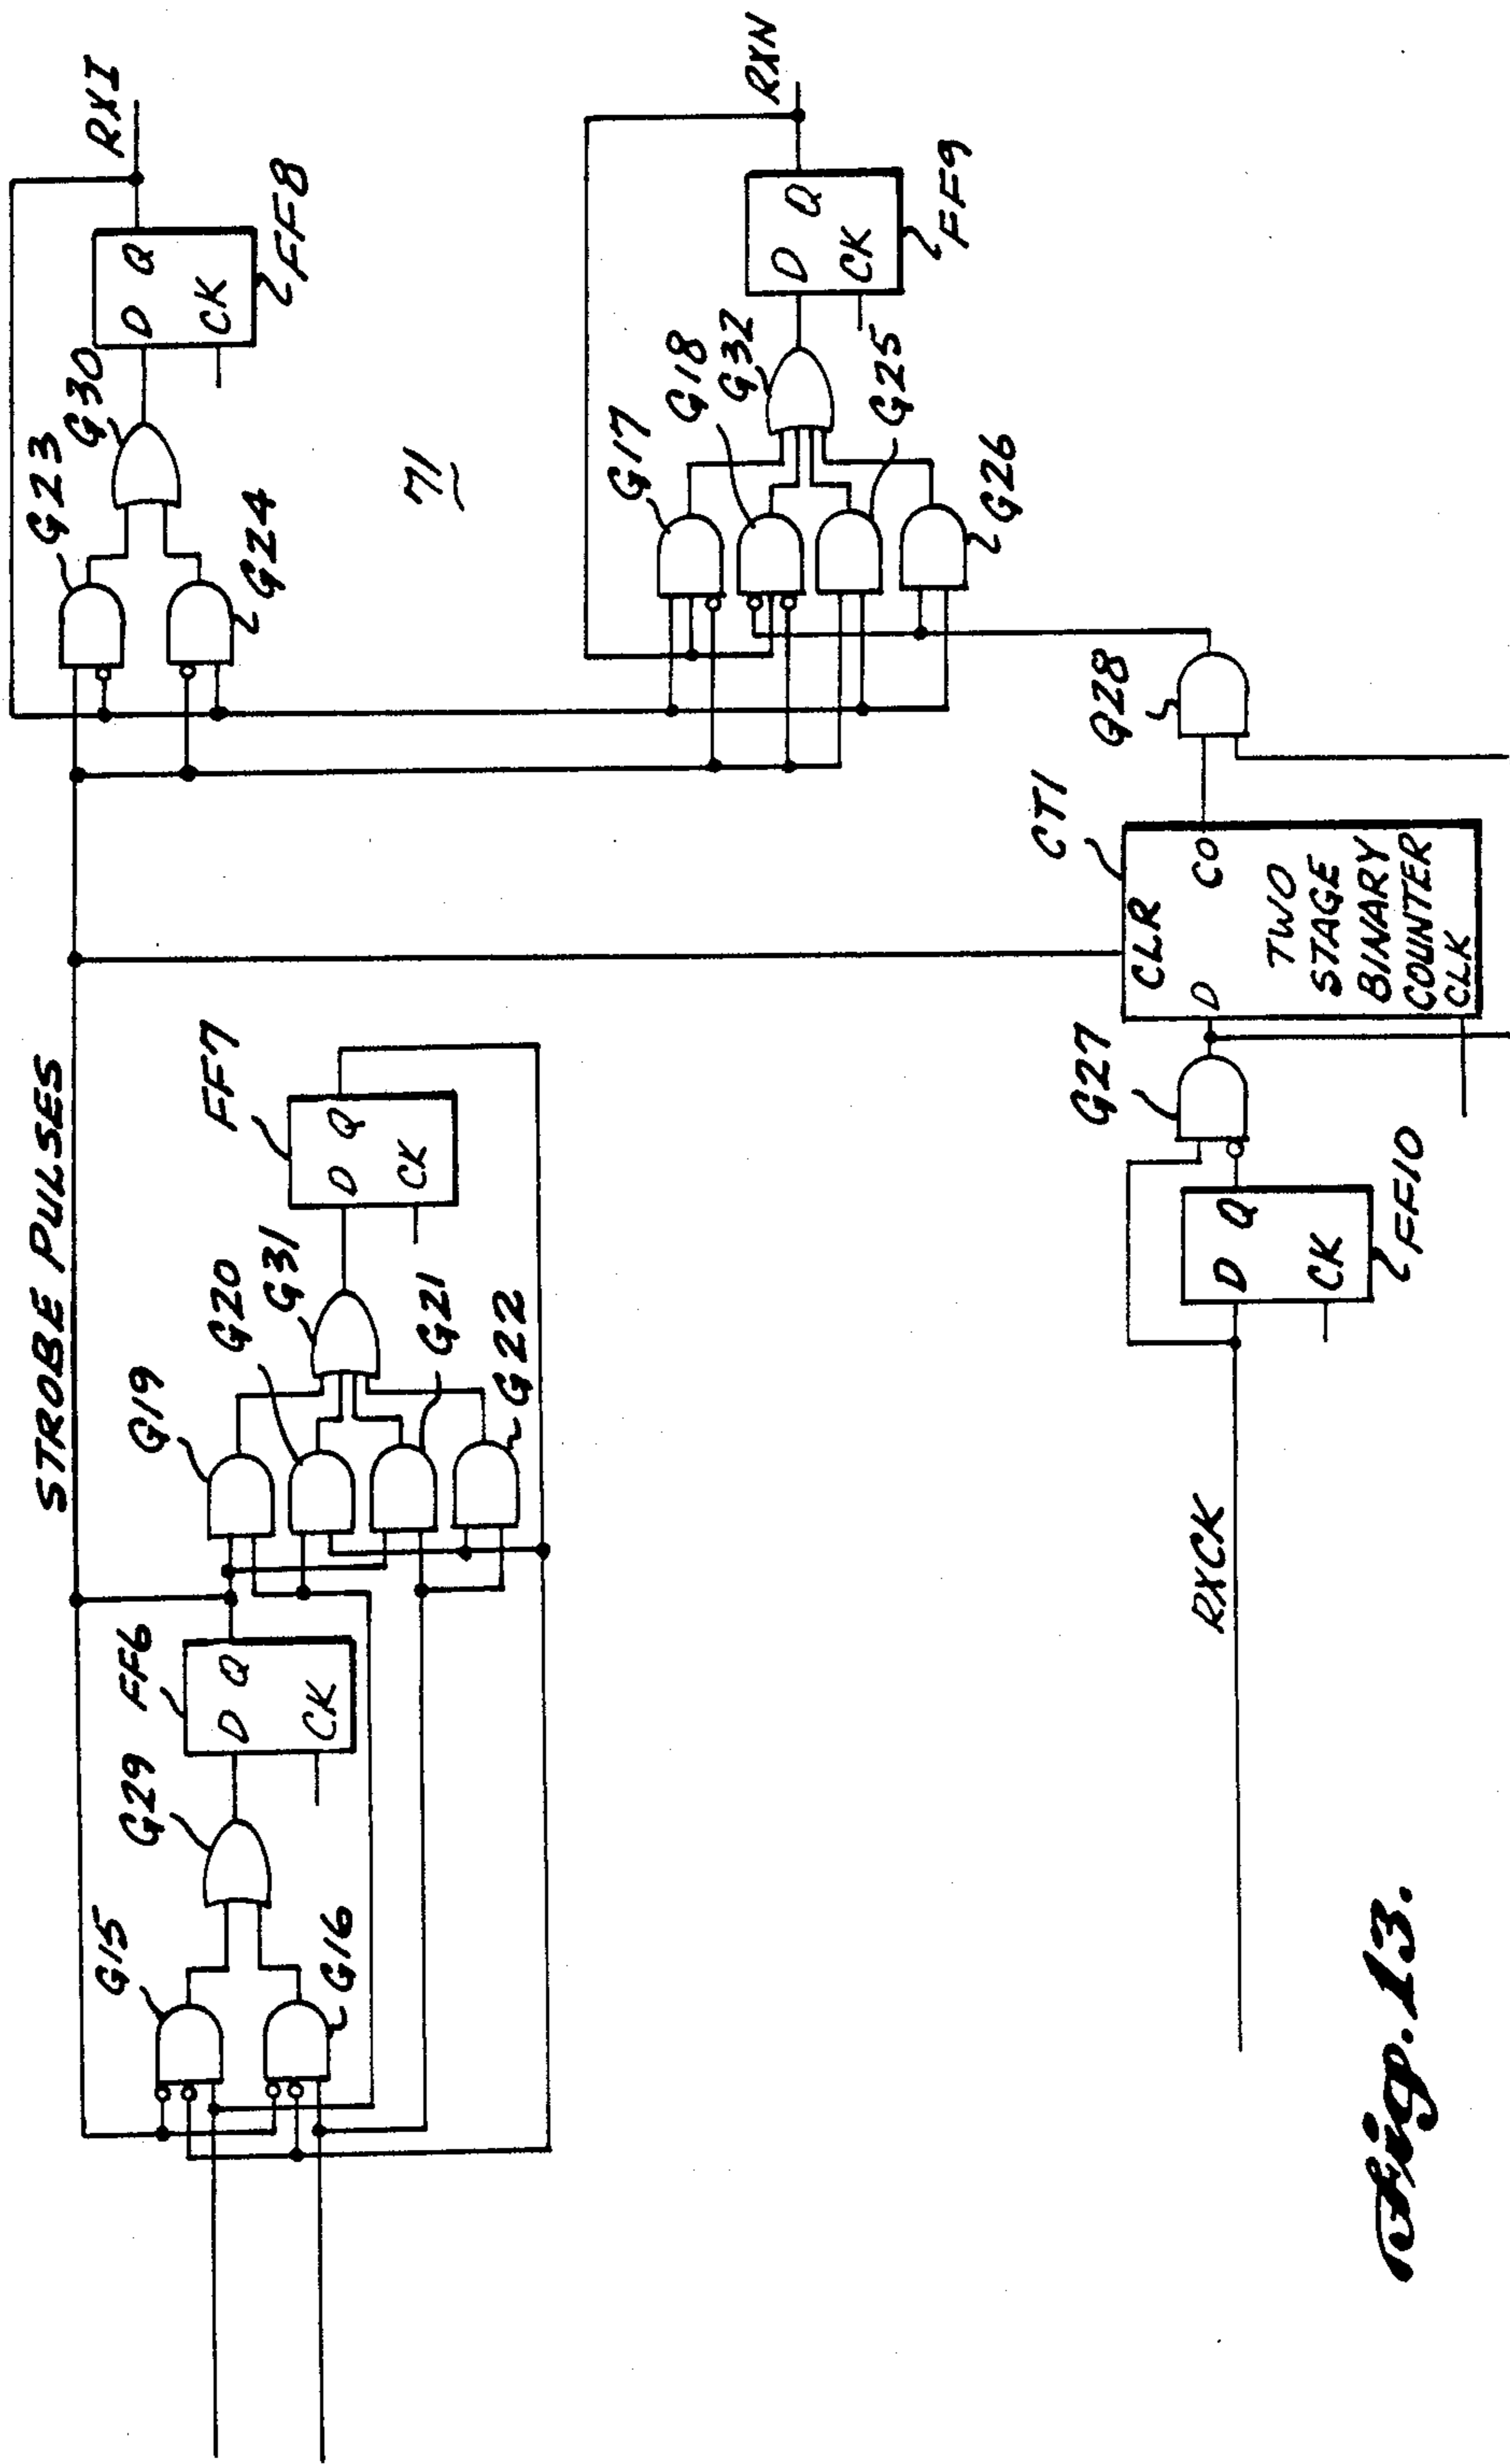 STROBE PULSES
G15
G29
FF6
D Q
CK
G16
G19
G20
G31
G21
G22
FF7
D Q
CK
G23
G30
G24
D Q
CK
FF8
RXI
71
G17
G18
G32
G25
G26
D Q
CK
FF9
RXN
RXCK
D Q
CK
FF10
G27
CT1
CLR
D CO
TWO
STAGE
BINARY
COUNTER
CLK
G28
Fig. 13.